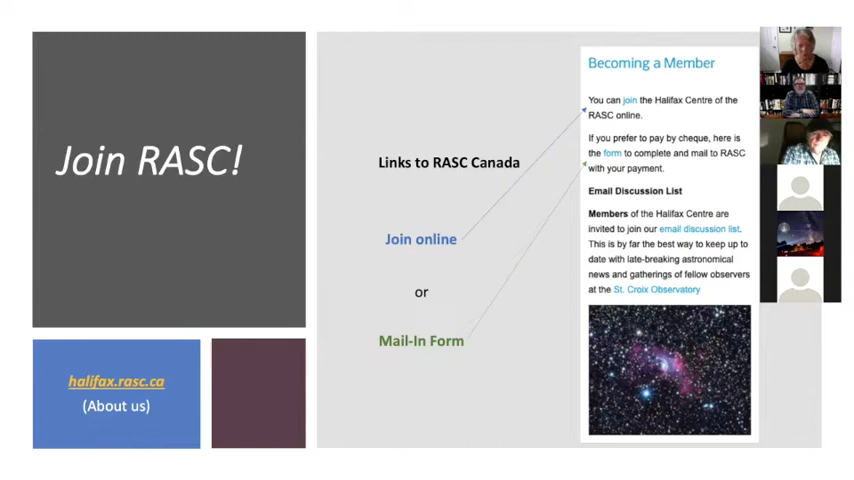 Join RASC!
halifax.rasc.ca
(About us)
Links to RASC Canada
Join online
or
Mail-In Form
Becoming a Member
You can join the Halifax Centre of the
RASC online.
If you prefer to pay by cheque, here is
the form to complete and mail to RASC
with your payment.
Email Discussion List
Members of the Halifax Centre are
invited to join our email discussion list.
This is by far the best way to keep up to
date with late-breaking astronomical
news and gatherings of fellow observers
at the St. Croix Observatory